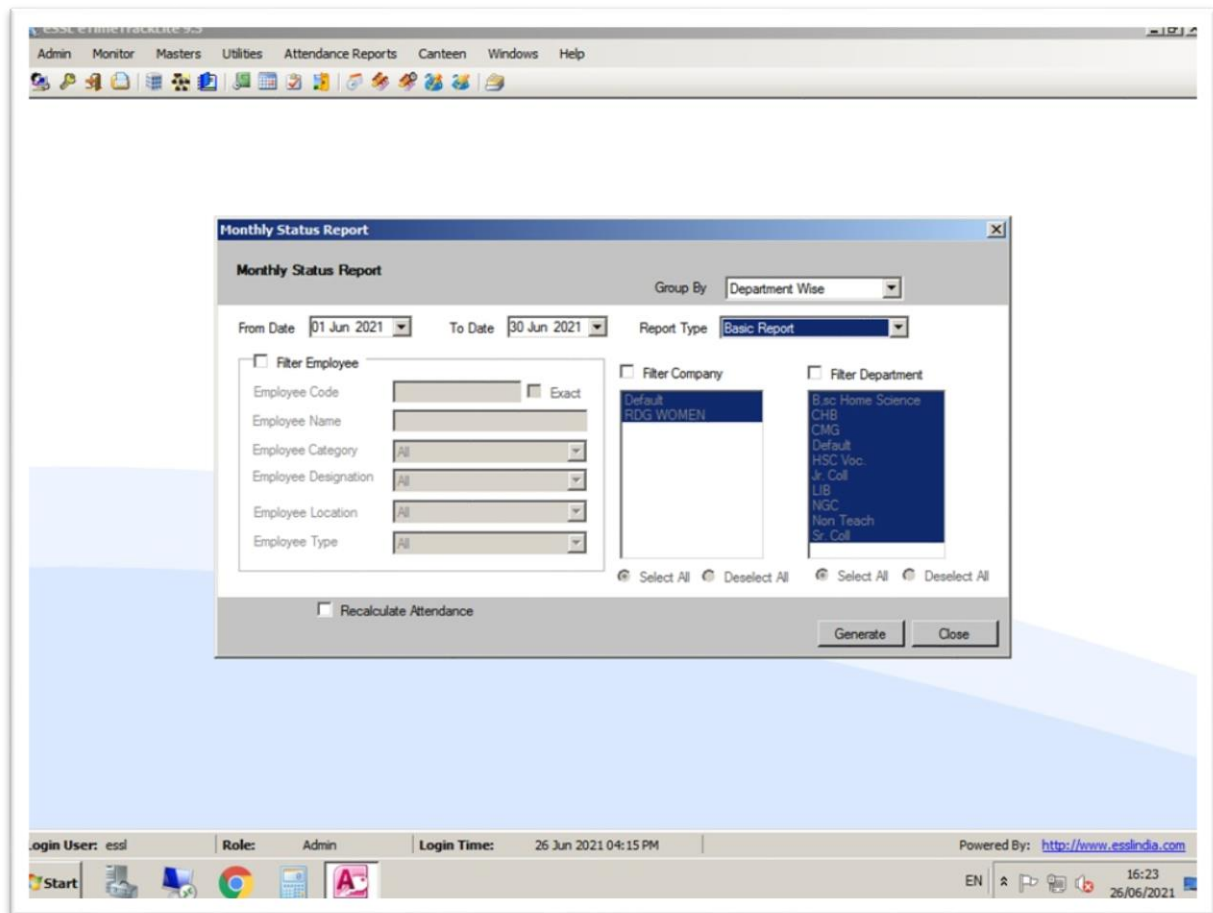 eSSL eTimeTrackLite 9.5
Admin Monitor Masters Utilities Attendance Reports Canteen Windows Help
Monthly Status Report
Monthly Status Report
Group By Department Wise
From Date 01 Jun 2021 To Date 30 Jun 2021 Report Type Basic Report
Filter Employee
Employee Code Exact
Employee Name
Employee Category All
Employee Designation All
Employee Location All
Employee Type All
Filter Company
Default
RDG WOMEN
Select All Deselect All
Filter Department
B.sc Home Science
CHB
CMG
Default
HSC Voc.
Jr. Coll
LIB
NGC
Non Teach
Sr. Coll
Select All Deselect All
Recalculate Attendance
Generate Close
Login User: essl Role: Admin Login Time: 26 Jun 2021 04:15 PM Powered By: http://www.esslindia.com
Start EN 16:23
26/06/2021